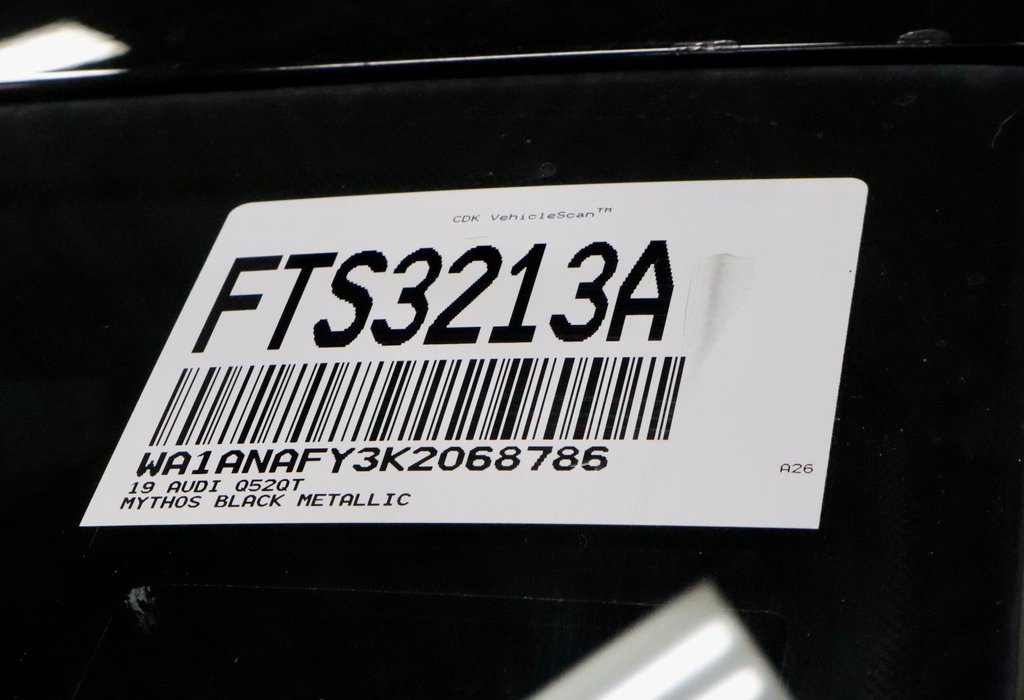 CDK VehicleScan™
FTS3213A
WA1ANAFY3K2068786
19 AUDI Q52QT
MYTHOS BLACK METALLIC
A26